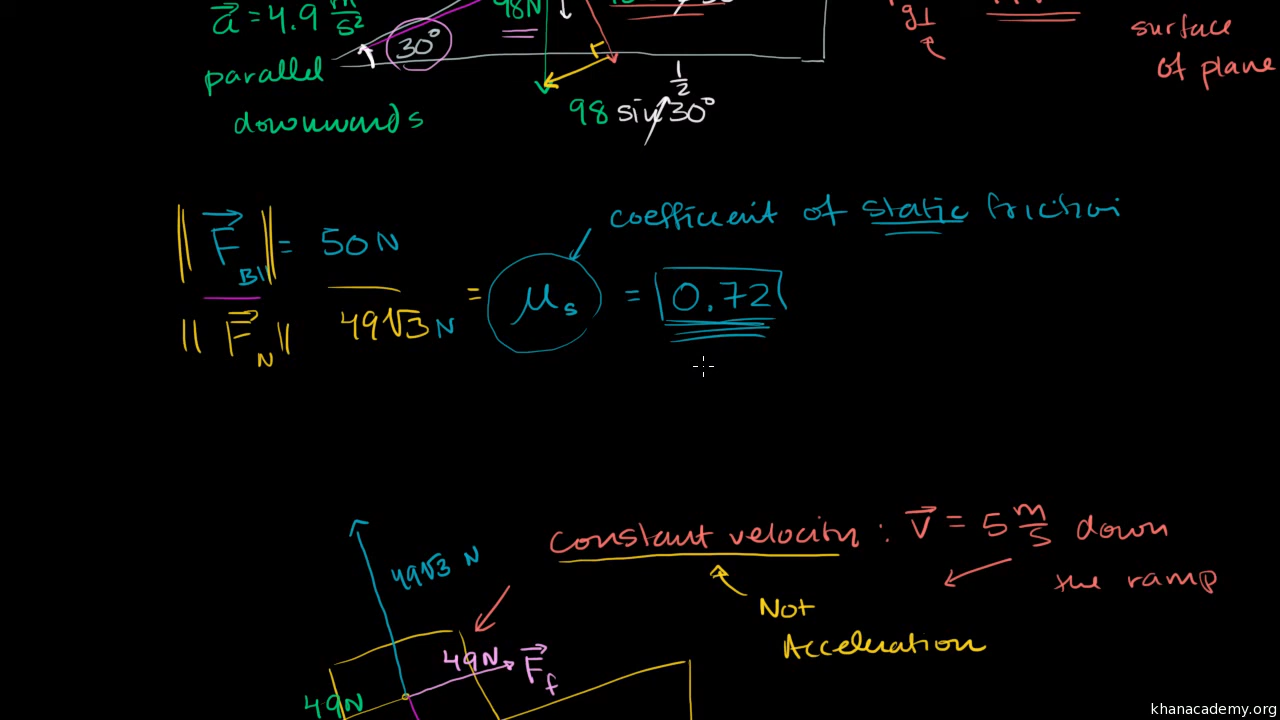 a = 4.9 m/s²
98N
30°
parallel
downwards
1/2
98 sin 30°
g⊥
surface
of plane
||F_B||| = 50 N
||F_N|| 49√3 N
= μs = 0.72
coefficient of static friction
constant velocity : v = 5 m/s down
the ramp
Not
Acceleration
49√3 N
49N F_f
49N
khanacademy.org